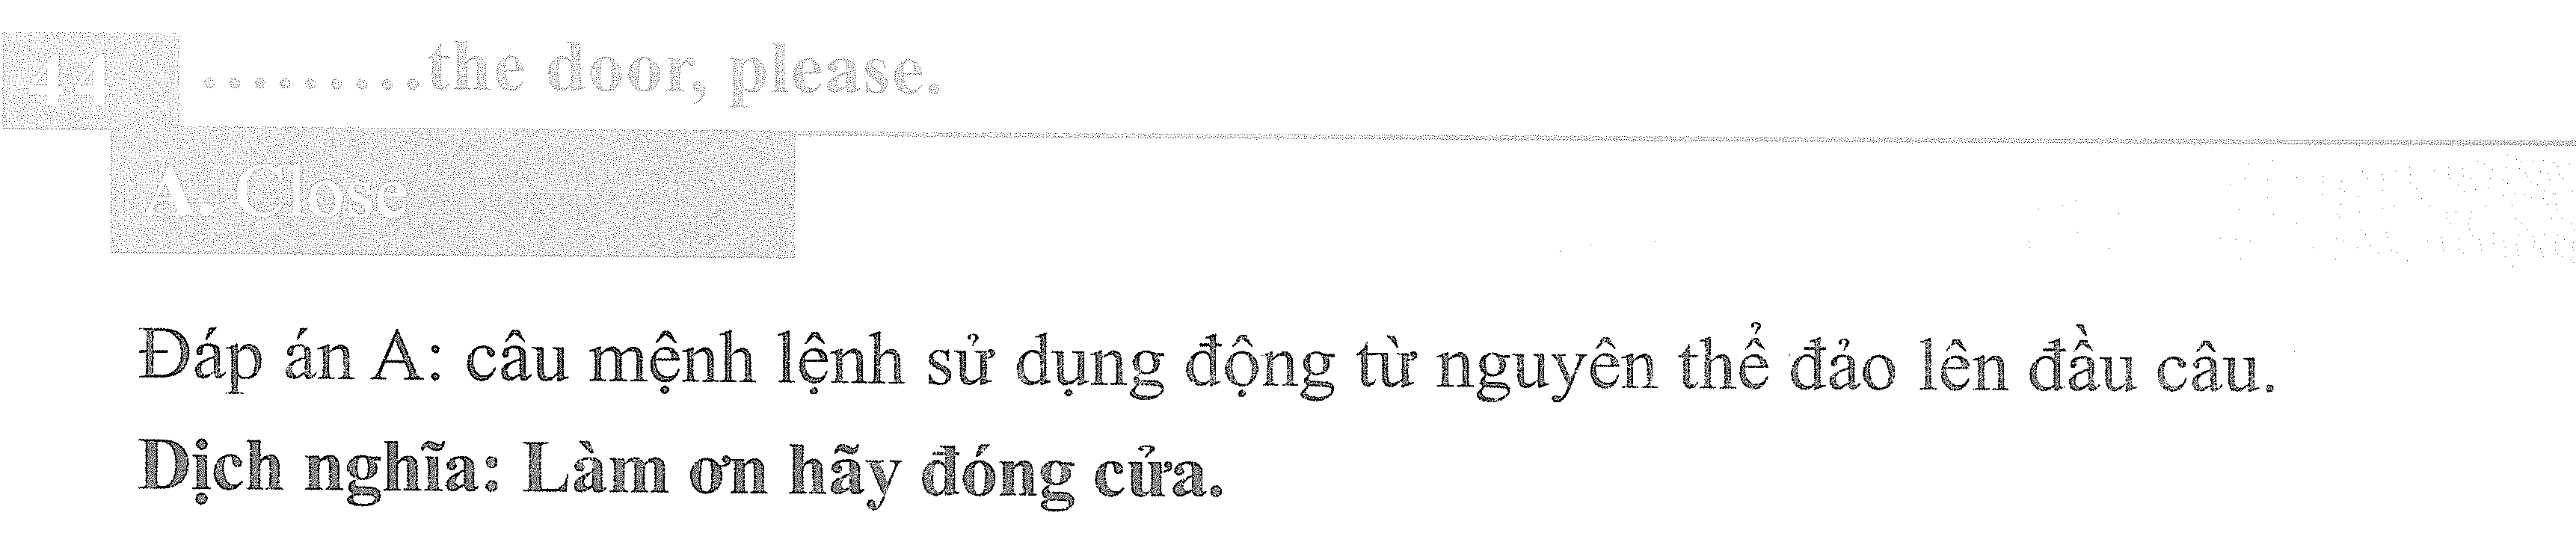 44 .........the door, please.
A. Close
Đáp án A: câu mệnh lệnh sử dụng động từ nguyên thể đảo lên đầu câu.
Dịch nghĩa: Làm ơn hãy đóng cửa.